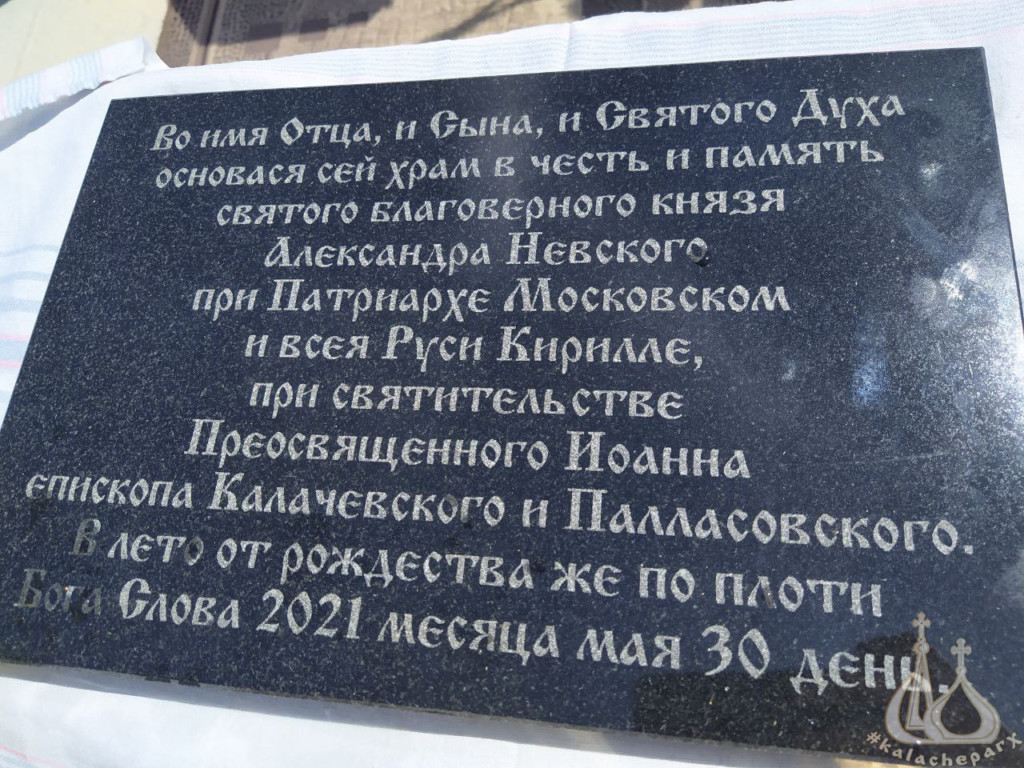 Во имя Отца, и Сына, и Святого Духа
основася сей храм в честь и память
святого благоверного князя
Александра Невского
при Патриархе Московском
и всея Руси Кирилле,
при святительстве
Преосвященного Иоанна
епископа Калачевского и Палласовского.
В лето от рождества же по плоти
Бога Слова 2021 месяца мая 30 день.
#kalacheparx